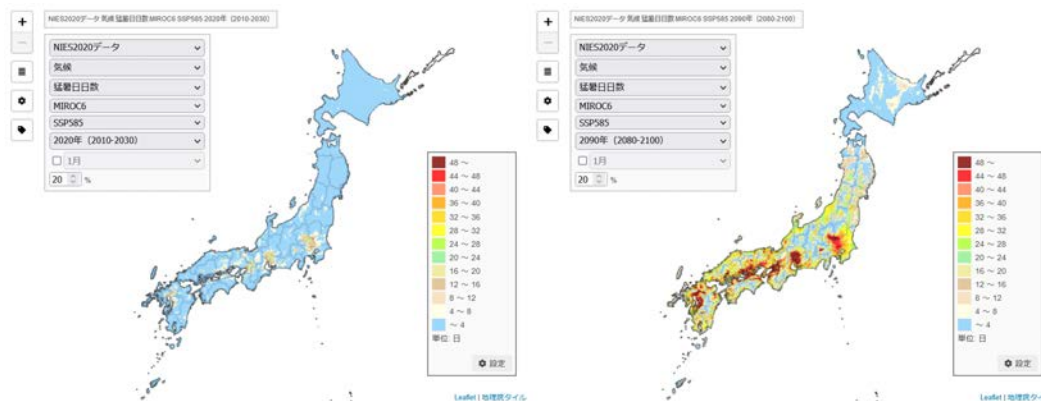 NIES2020データ 気候 猛暑日日数 MIROC6 SSP585 2020年（2010-2030）
NIES2020データ
気候
猛暑日日数
MIROC6
SSP585
2020年（2010-2030）
1月
20 %
48 ～
44 ～ 48
40 ～ 44
36 ～ 40
32 ～ 36
28 ～ 32
24 ～ 28
20 ～ 24
16 ～ 20
12 ～ 16
8 ～ 12
4 ～ 8
～ 4
単位: 日
設定
Leaflet | 地理院タイル
NIES2020データ 気候 猛暑日日数 MIROC6 SSP585 2090年（2080-2100）
NIES2020データ
気候
猛暑日日数
MIROC6
SSP585
2090年（2080-2100）
1月
20 %
48 ～
44 ～ 48
40 ～ 44
36 ～ 40
32 ～ 36
28 ～ 32
24 ～ 28
20 ～ 24
16 ～ 20
12 ～ 16
8 ～ 12
4 ～ 8
～ 4
単位: 日
設定
Leaflet | 地理院タイ